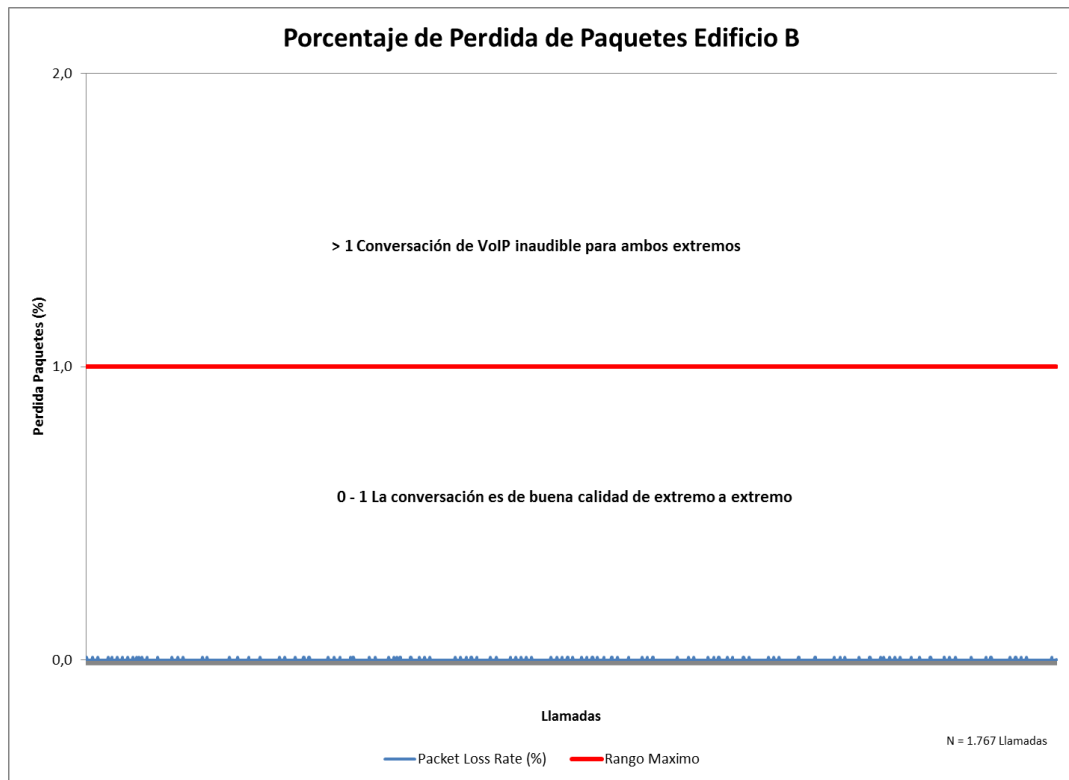 Porcentaje de Perdida de Paquetes Edificio B
2,0
> 1 Conversación de VoIP inaudible para ambos extremos
Perdida Paquetes (%)
1,0
0 - 1 La conversación es de buena calidad de extremo a extremo
0,0
Llamadas
N = 1.767 Llamadas
Packet Loss Rate (%)
Rango Maximo